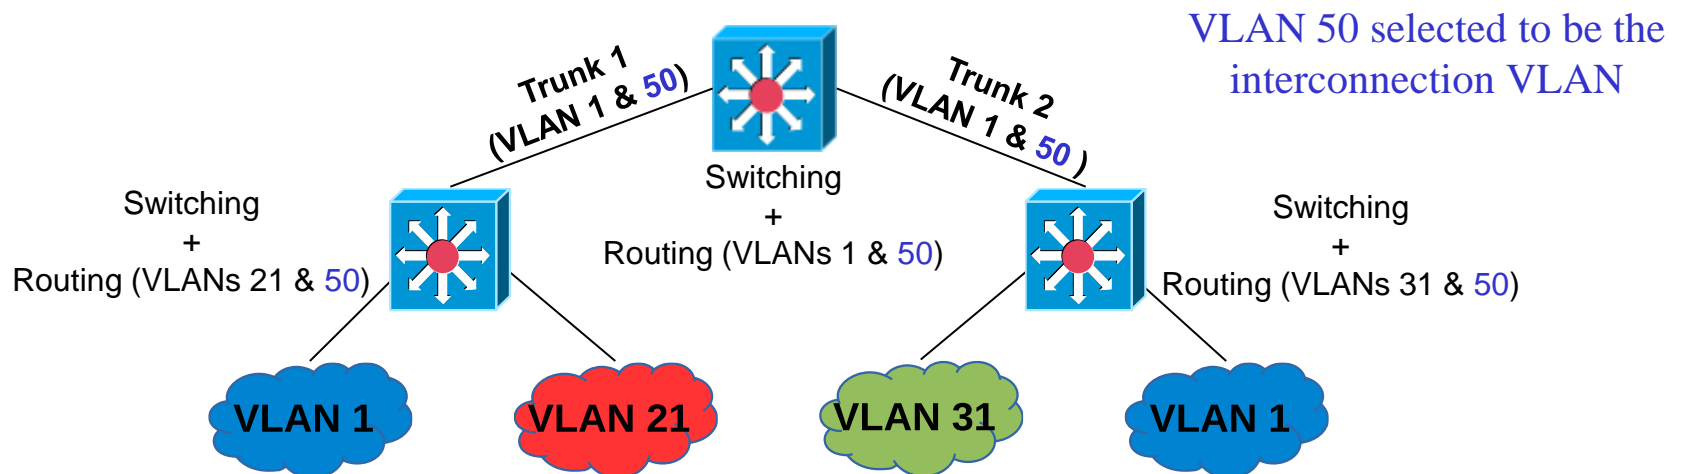 VLAN 50 selected to be the
interconnection VLAN
Trunk 1
(VLAN 1 & 50)
Trunk 2
(VLAN 1 & 50 )
Switching
+
Routing (VLANs 21 & 50)
Switching
+
Routing (VLANs 1 & 50)
Switching
+
Routing (VLANs 31 & 50)
VLAN 1
VLAN 21
VLAN 31
VLAN 1